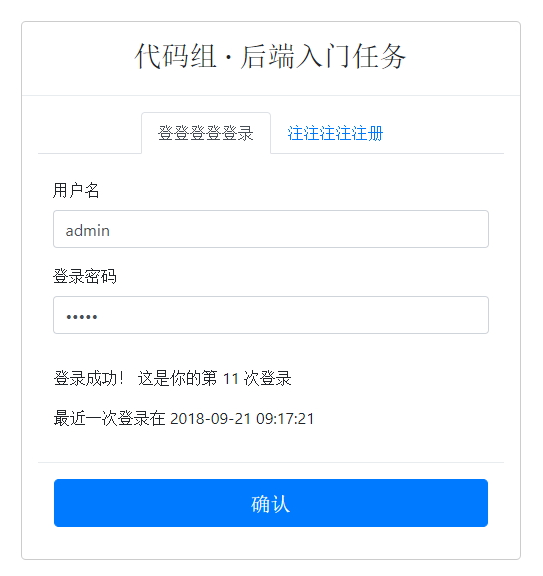 代码组 · 后端入门任务
登登登登登录 注注注注注册
用户名
admin
登录密码
•••••
登录成功！ 这是你的第 11 次登录
最近一次登录在 2018-09-21 09:17:21
确认